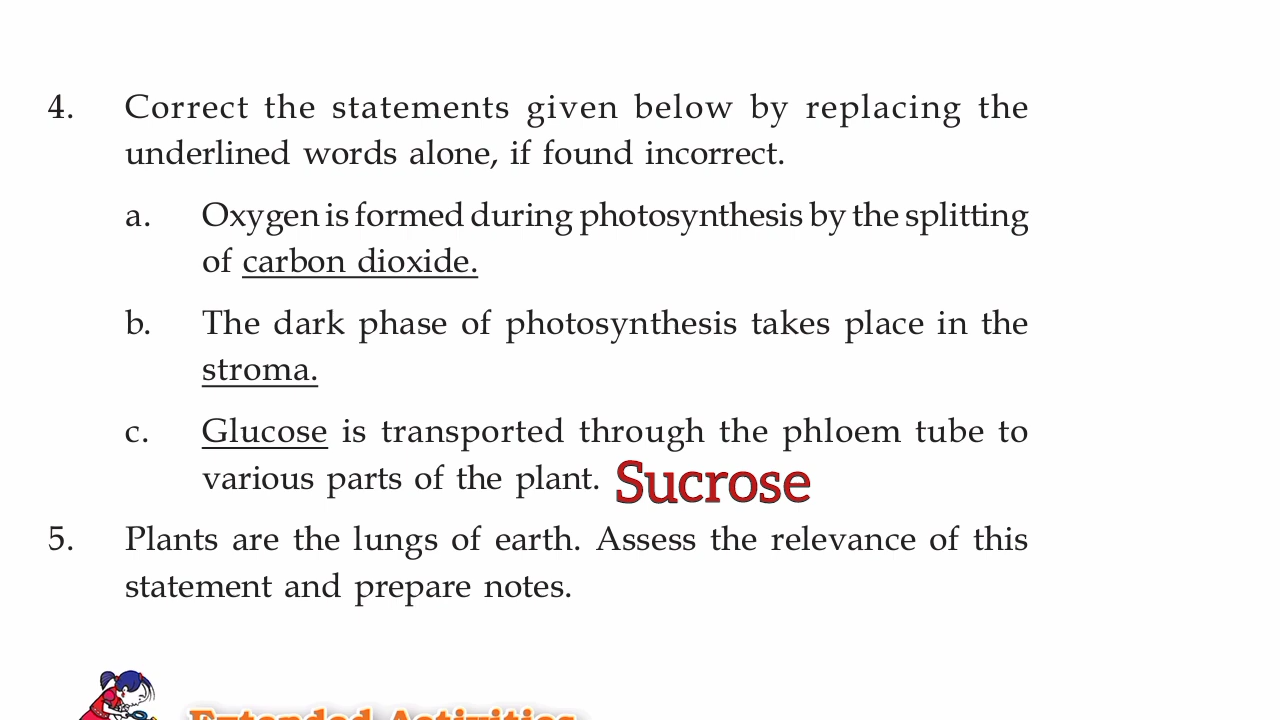 4. Correct the statements given below by replacing the
underlined words alone, if found incorrect.
a. Oxygen is formed during photosynthesis by the splitting
of carbon dioxide.
b. The dark phase of photosynthesis takes place in the
stroma.
c. Glucose is transported through the phloem tube to
various parts of the plant. Sucrose
5. Plants are the lungs of earth. Assess the relevance of this
statement and prepare notes.
Extended Activities